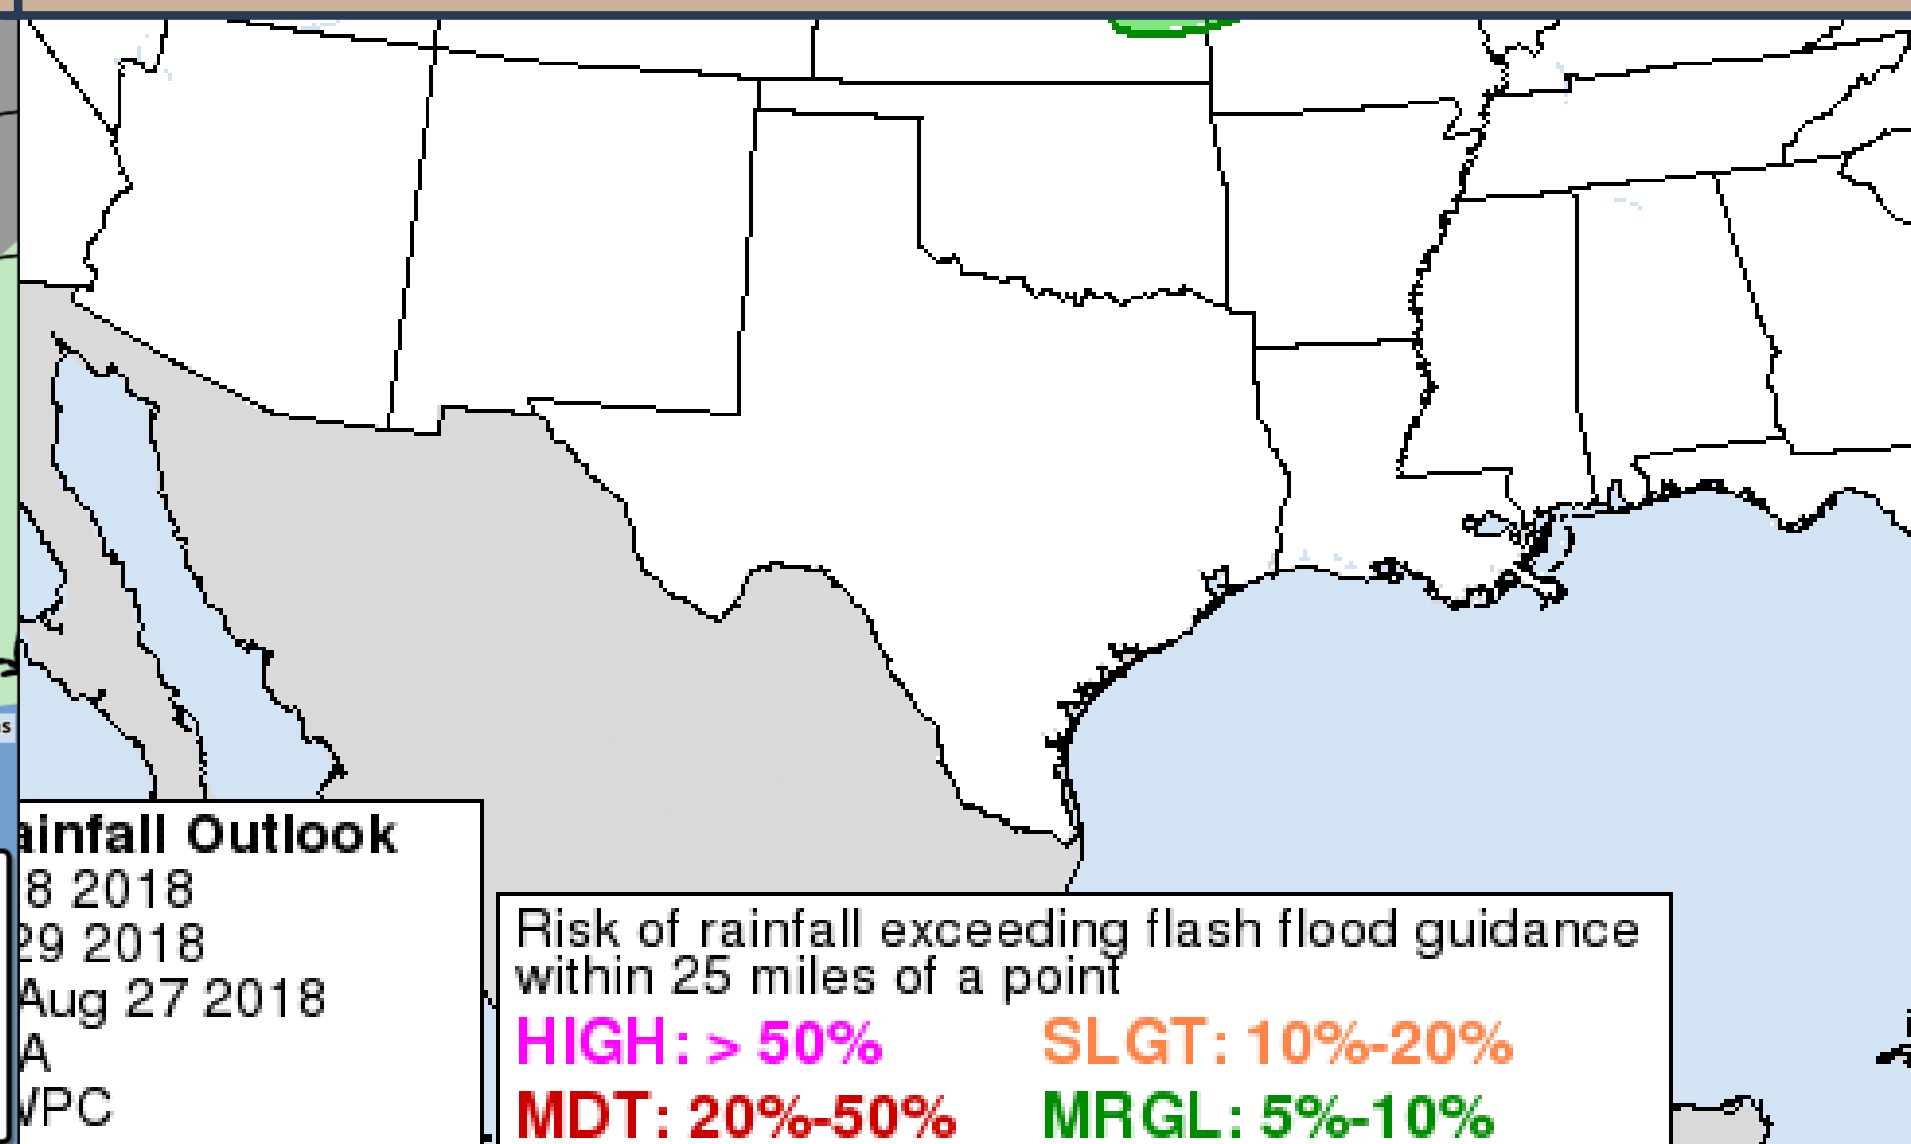 ainfall Outlook
8 2018
29 2018
Aug 27 2018
A
WPC
Risk of rainfall exceeding flash flood guidance
within 25 miles of a point
HIGH: > 50%
SLGT: 10%-20%
MDT: 20%-50%
MRGL: 5%-10%